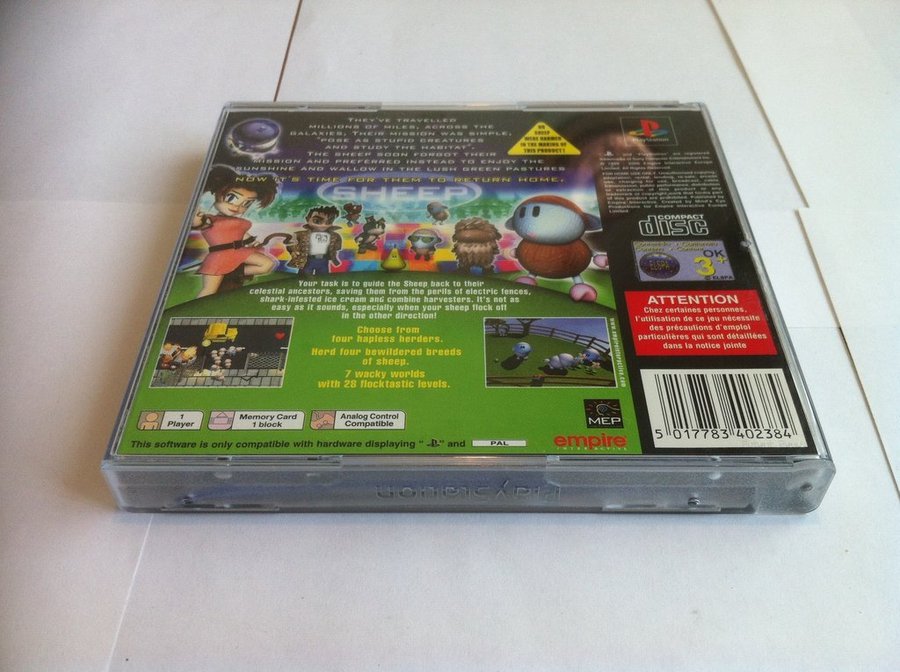 THEY'VE TRAVELLED
MILLIONS OF MILES, ACROSS THE
GALAXIES, THEIR MISSION WAS SIMPLE,
"POSE AS STUPID CREATURES
AND STUDY THE HABITAT".
THE SHEEP SOON FORGOT THEIR
MISSION AND PREFERRED INSTEAD TO ENJOY THE
SUNSHINE AND WALLOW IN THE LUSH GREEN PASTURES
NOW IT'S TIME FOR THEM TO RETURN HOME.
SHEEP
NO
SHEEP
WERE HARMED
IN THE MAKING OF
THIS PRODUCT!
PlayStation
Limited
COMPACT
disc
ELSPA
OK
3+
© ELSPA
Your task is to guide the Sheep back to their
celestial ancestors, saving them from the perils of electric fences,
shark-infested ice cream and combine harvesters. It's not as
easy as it sounds, especially when your sheep flock off
in the other direction!
Choose from
four hapless herders.
Herd four bewildered breeds
of sheep.
7 wacky worlds
with 28 flocktastic levels.
www.empireinteractive.com
ATTENTION
Chez certaines personnes,
l'utilisation de ce jeu nécessite
des précautions d'emploi
particulières qui sont détaillées
dans la notice jointe
1
Player
Memory Card
1 block
Analog Control
Compatible
MEP
empire
INTERACTIVE
5 017783 402384
This software is only compatible with hardware displaying " " and PAL
PlayStation